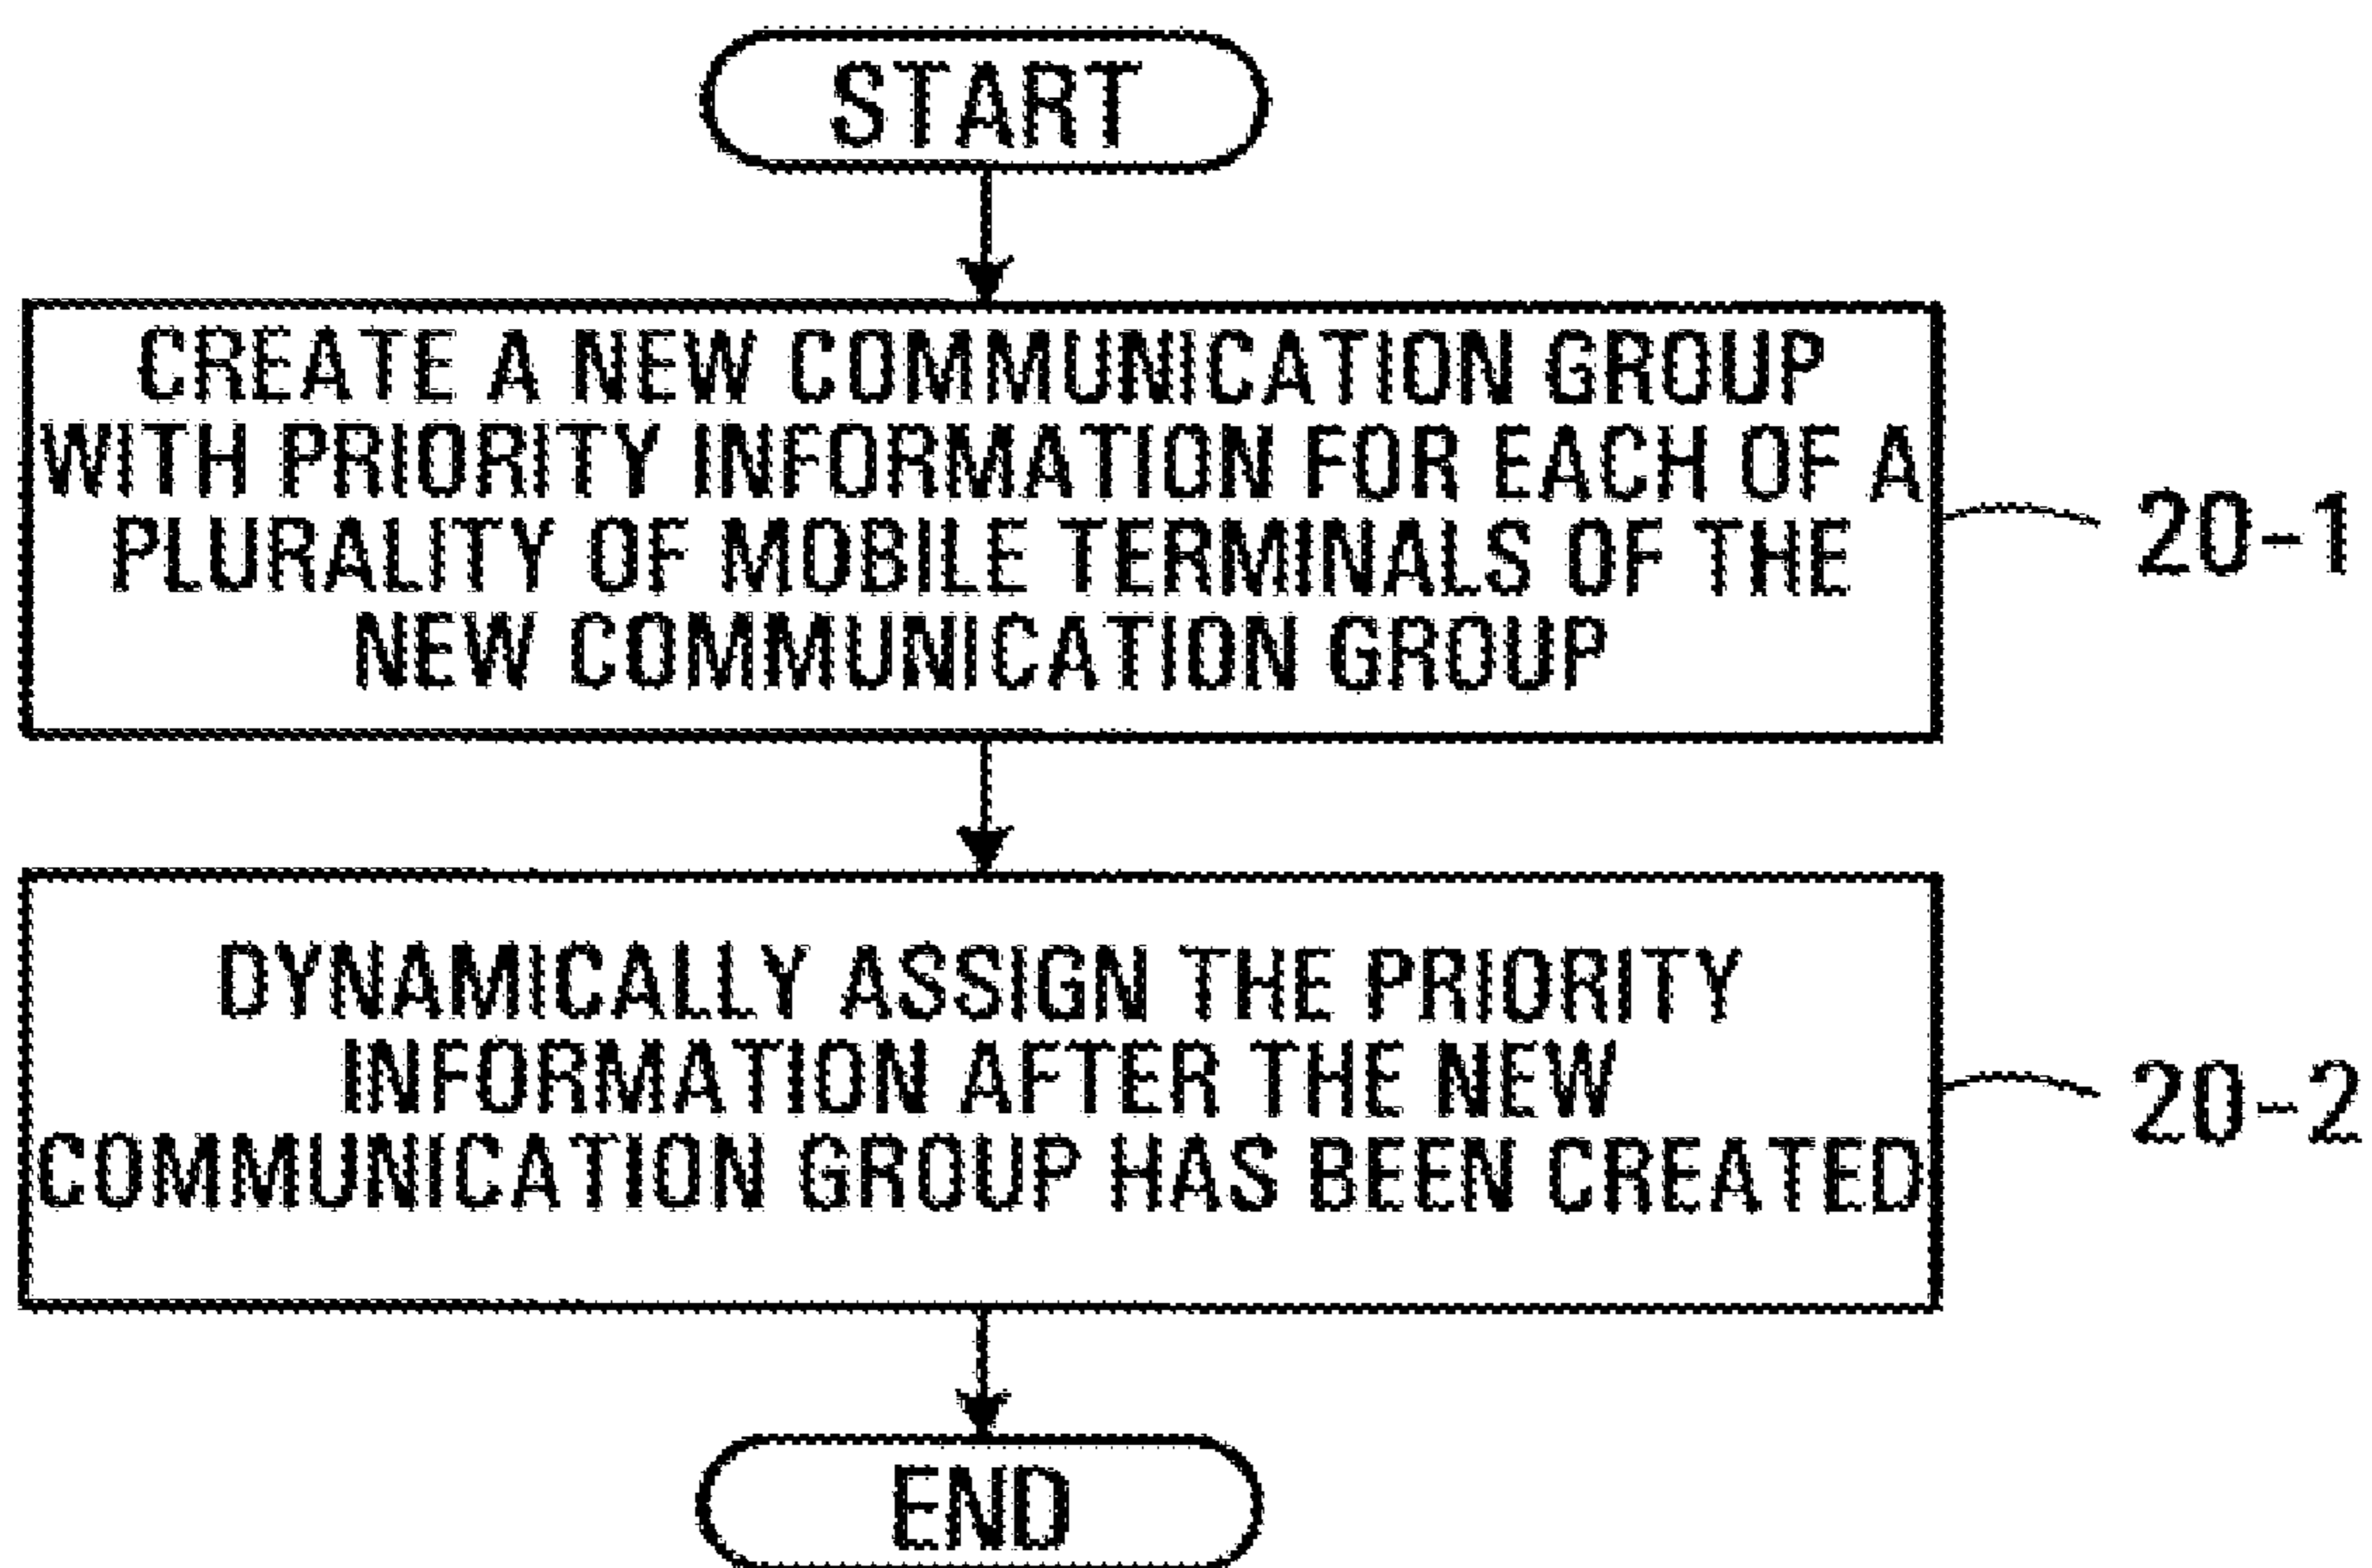 START
CREATE A NEW COMMUNICATION GROUP
WITH PRIORITY INFORMATION FOR EACH OF A
PLURALITY OF MOBILE TERMINALS OF THE
NEW COMMUNICATION GROUP
20-1
DYNAMICALLY ASSIGN THE PRIORITY
INFORMATION AFTER THE NEW
COMMUNICATION GROUP HAS BEEN CREATED
20-2
END